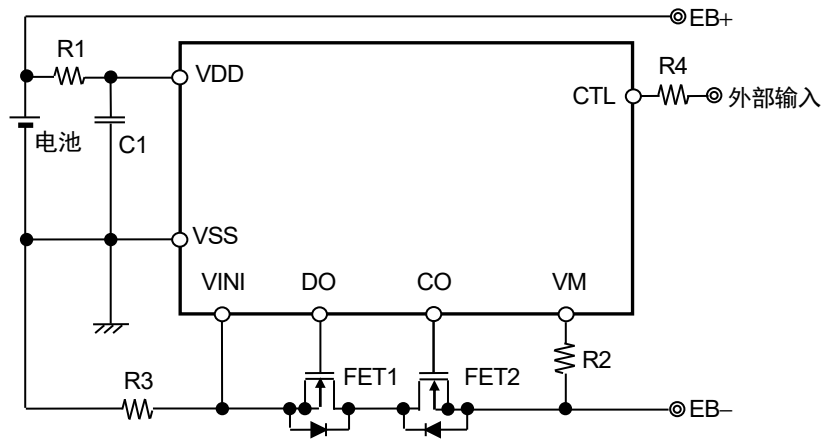 EB+
R1
VDD
R4
CTL
外部输入
电池
C1
VSS
VINI
DO
CO
VM
R2
R3
FET1
FET2
EB−